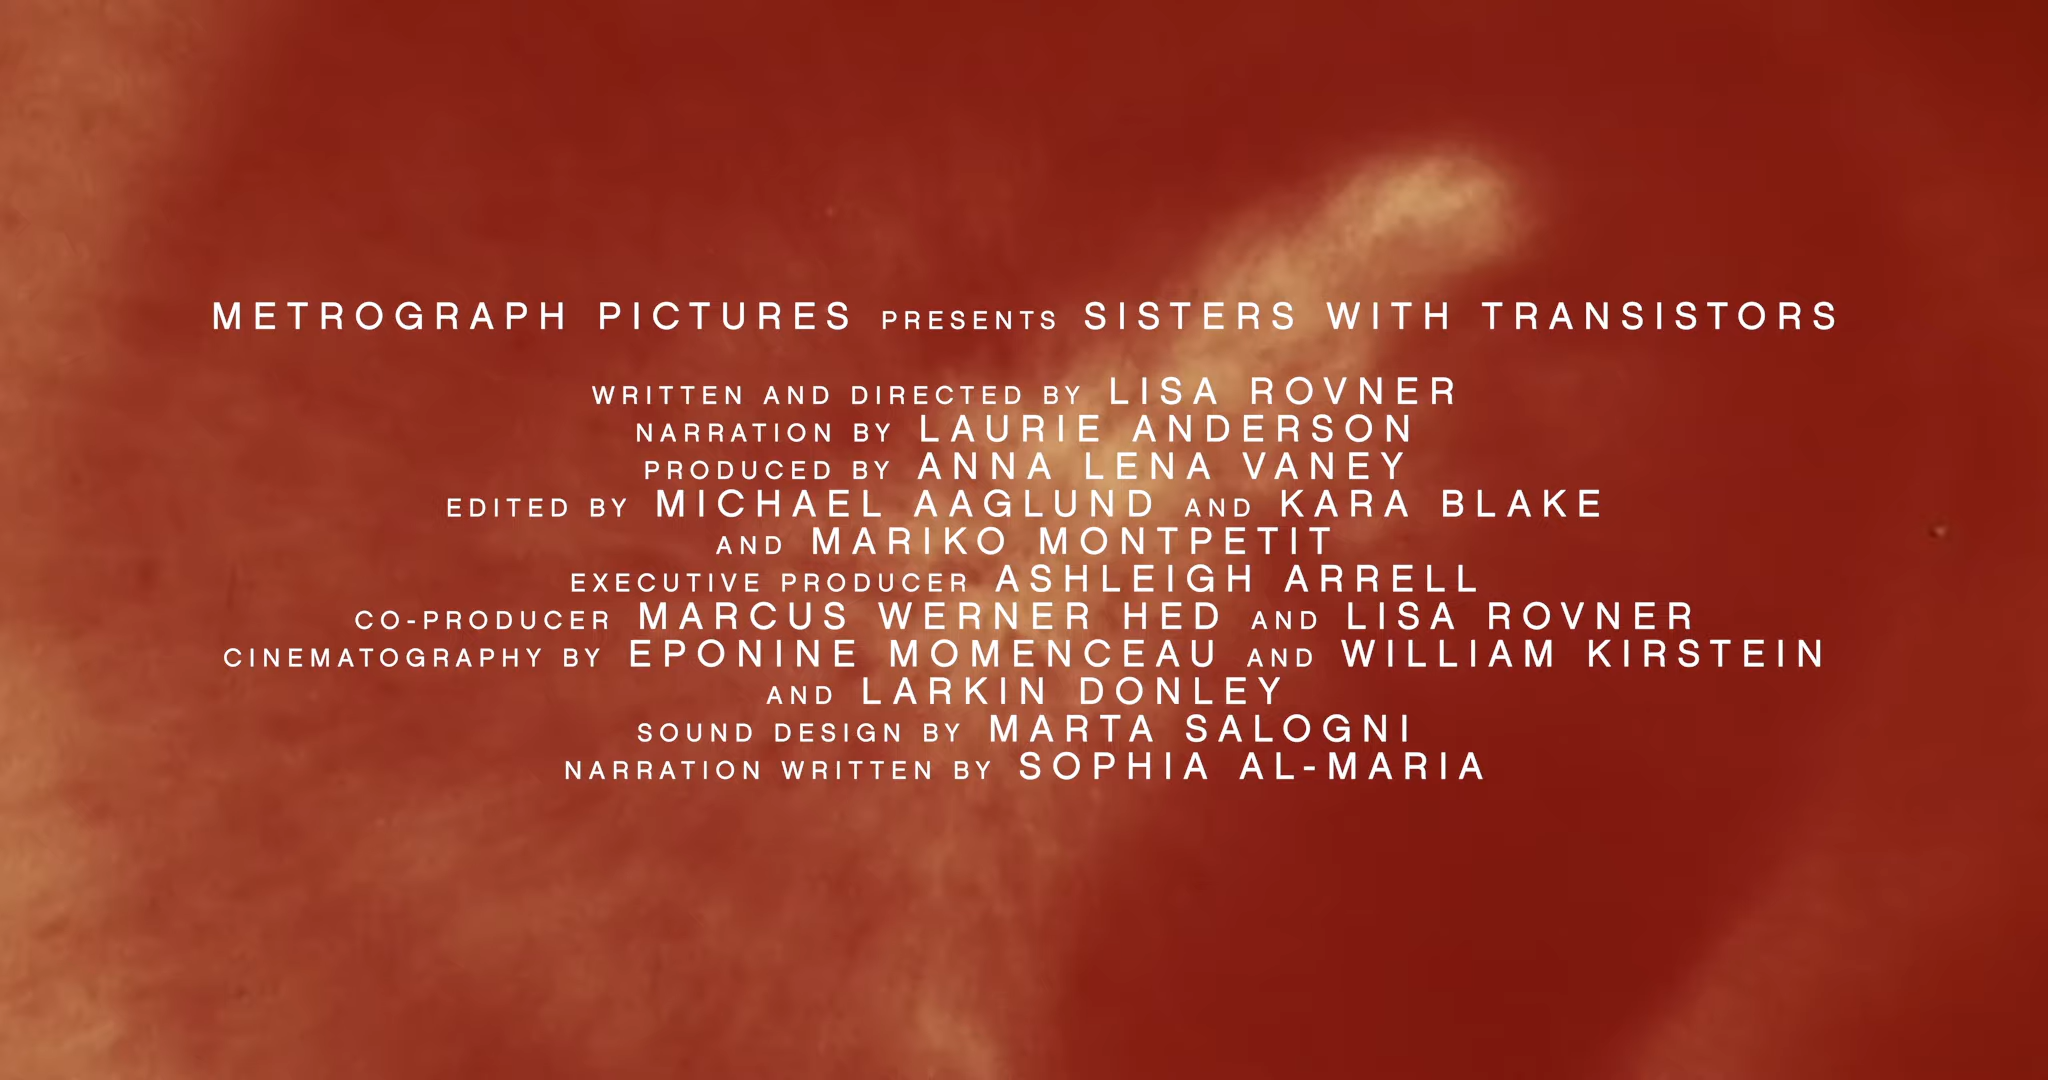 METROGRAPH PICTURES PRESENTS SISTERS WITH TRANSISTORS
WRITTEN AND DIRECTED BY LISA ROVNER
NARRATION BY LAURIE ANDERSON
PRODUCED BY ANNA LENA VANEY
EDITED BY MICHAEL AAGLUND AND KARA BLAKE
AND MARIKO MONTPETIT
EXECUTIVE PRODUCER ASHLEIGH ARRELL
CO-PRODUCER MARCUS WERNER HED AND LISA ROVNER
CINEMATOGRAPHY BY EPONINE MOMENCEAU AND WILLIAM KIRSTEIN
AND LARKIN DONLEY
SOUND DESIGN BY MARTA SALOGNI
NARRATION WRITTEN BY SOPHIA AL-MARIA